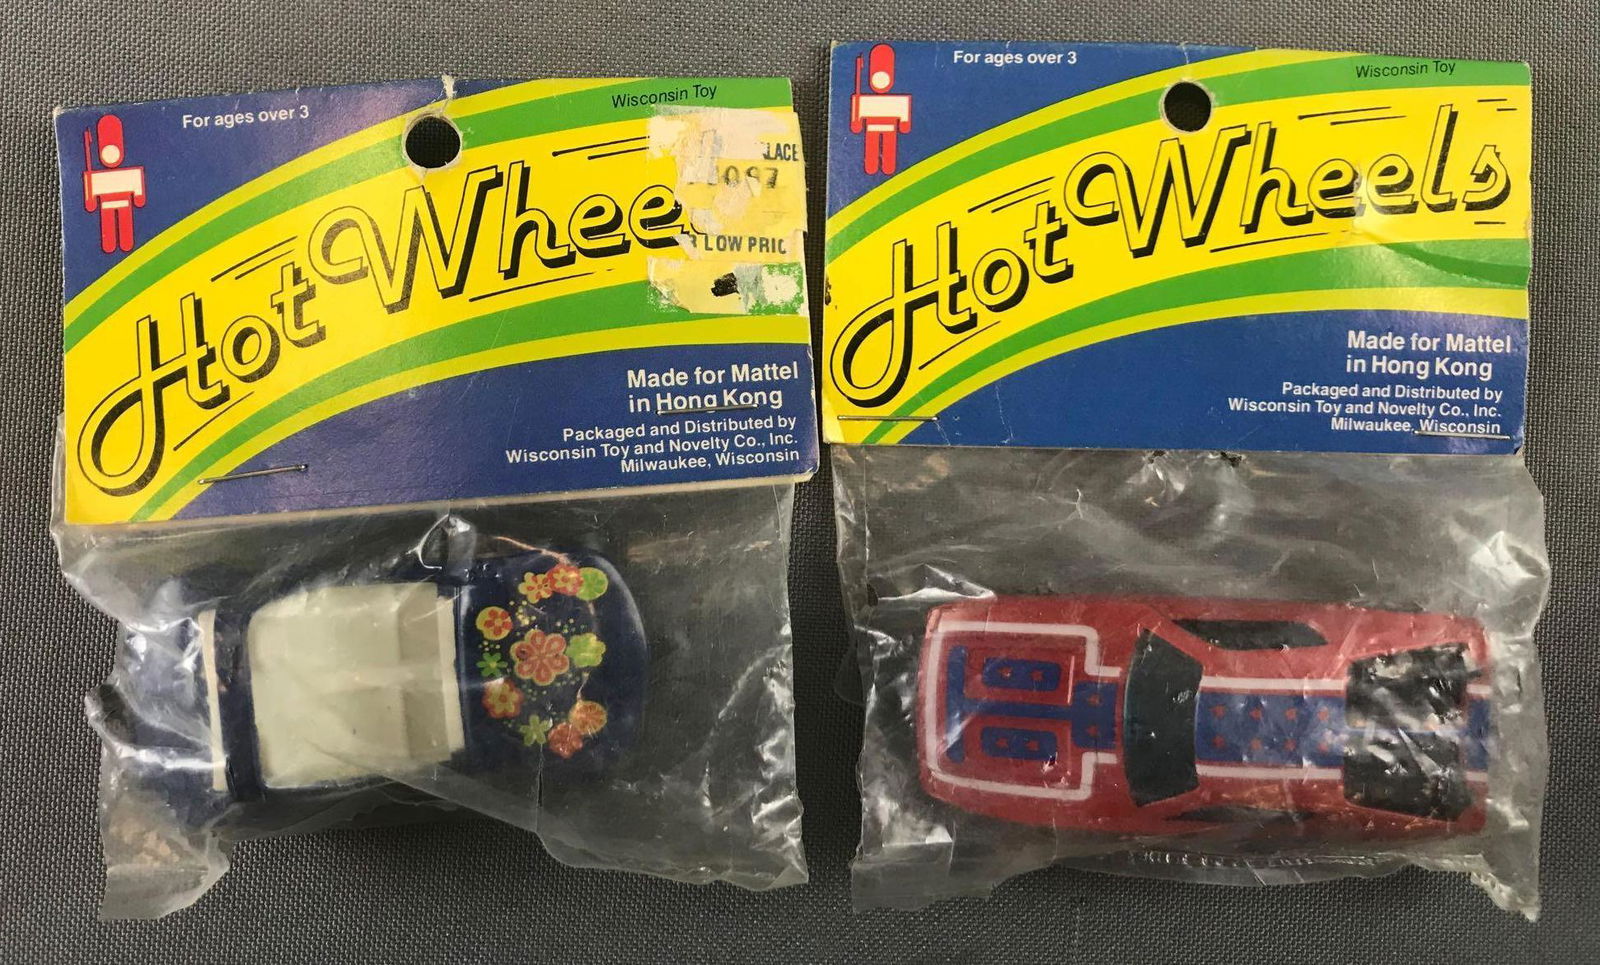 For ages over 3
Wisconsin Toy
Hot Whee
LACE
LOW PRIC
Made for Mattel
in Hong Kong
Packaged and Distributed by
Wisconsin Toy and Novelty Co., Inc.
Milwaukee, Wisconsin
For ages over 3
Wisconsin Toy
Hot Wheels
Made for Mattel
in Hong Kong
Packaged and Distributed by
Wisconsin Toy and Novelty Co., Inc.
Milwaukee, Wisconsin